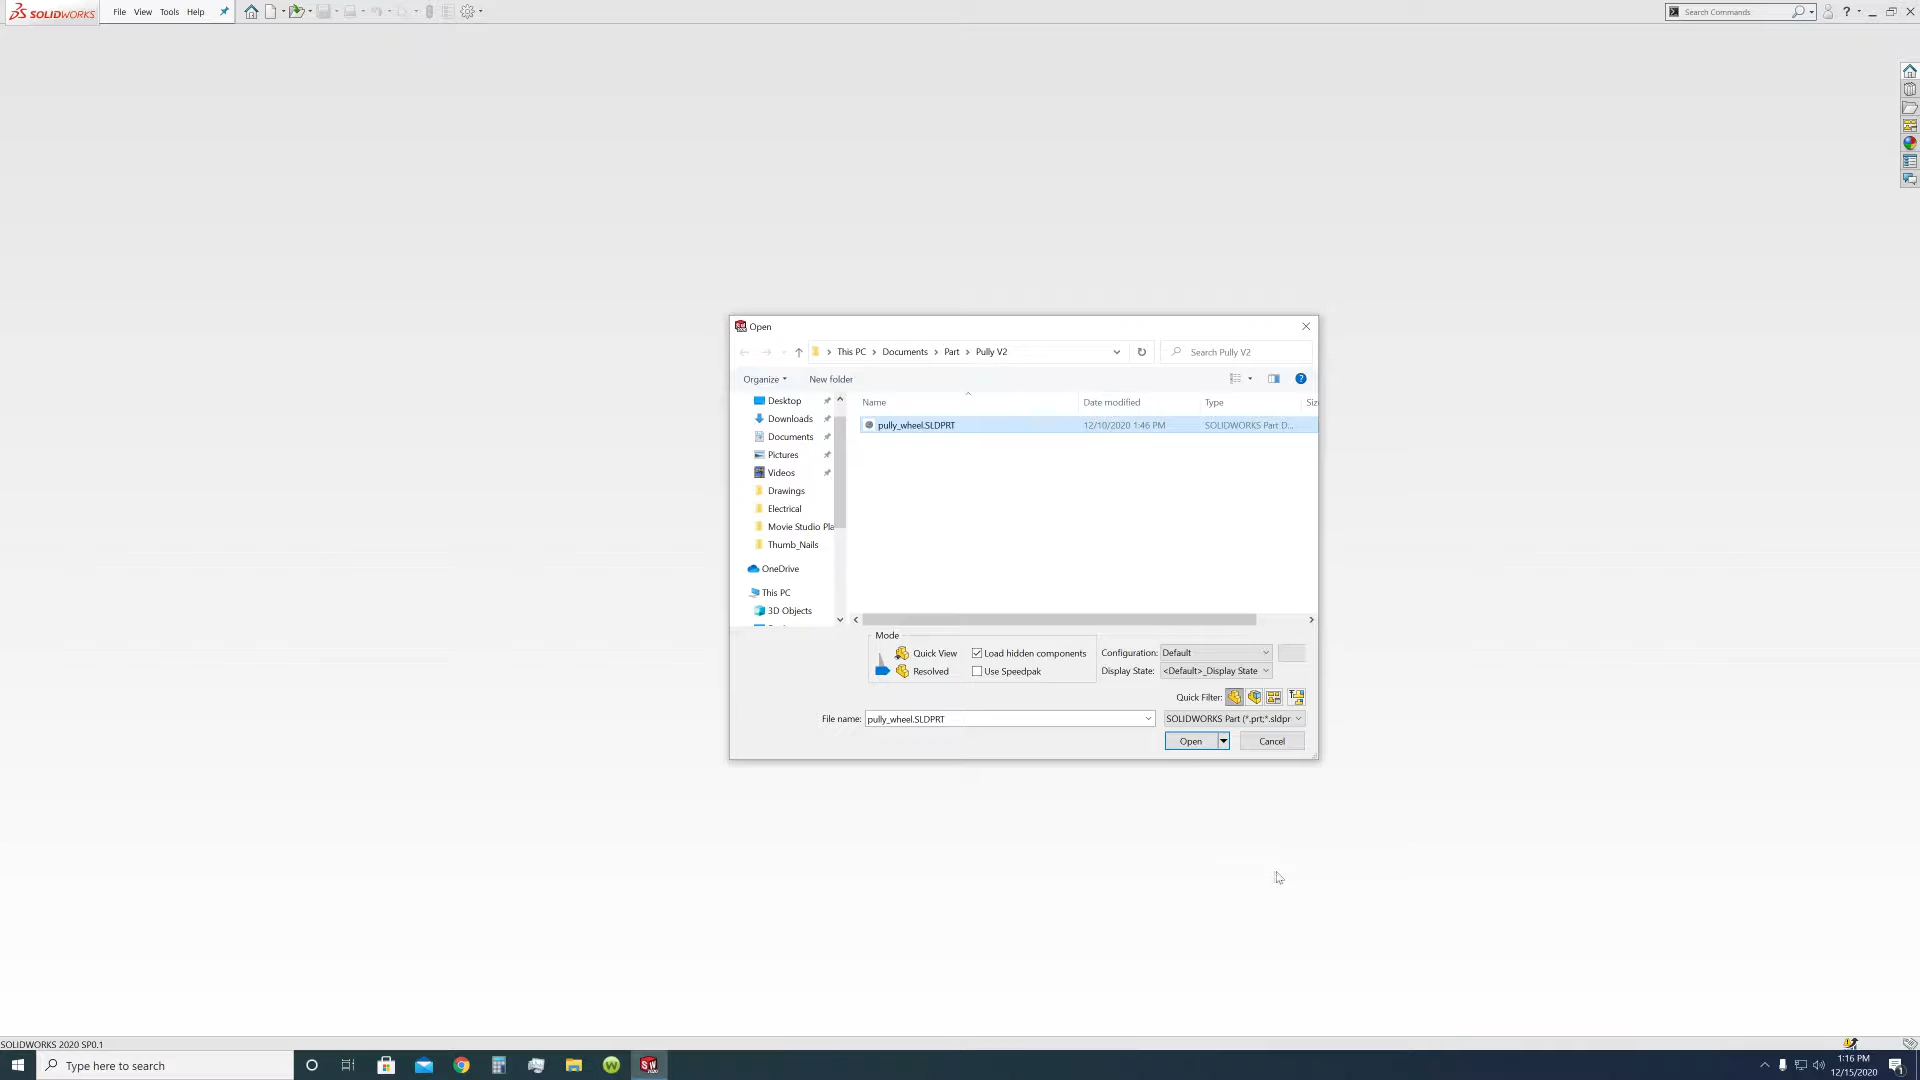 SOLIDWORKS File View Tools Help
Search Commands
Open
This PC Documents Part Pully V2
Search Pully V2
Organize New folder
Name Date modified Type Siz
Desktop
Downloads
Documents
Pictures
Videos
Drawings
Electrical
Movie Studio Pla
Thumb_Nails
OneDrive
This PC
3D Objects
pully_wheel.SLDPRT 12/10/2020 1:46 PM SOLIDWORKS Part D...
Mode
Quick View Load hidden components Configuration: Default
Resolved Use Speedpak Display State: <Default>_Display State
Quick Filter:
File name: pully_wheel.SLDPRT SOLIDWORKS Part (*.prt;*.sldpr
Open Cancel
SOLIDWORKS 2020 SP0.1
Type here to search
1:16 PM
12/15/2020